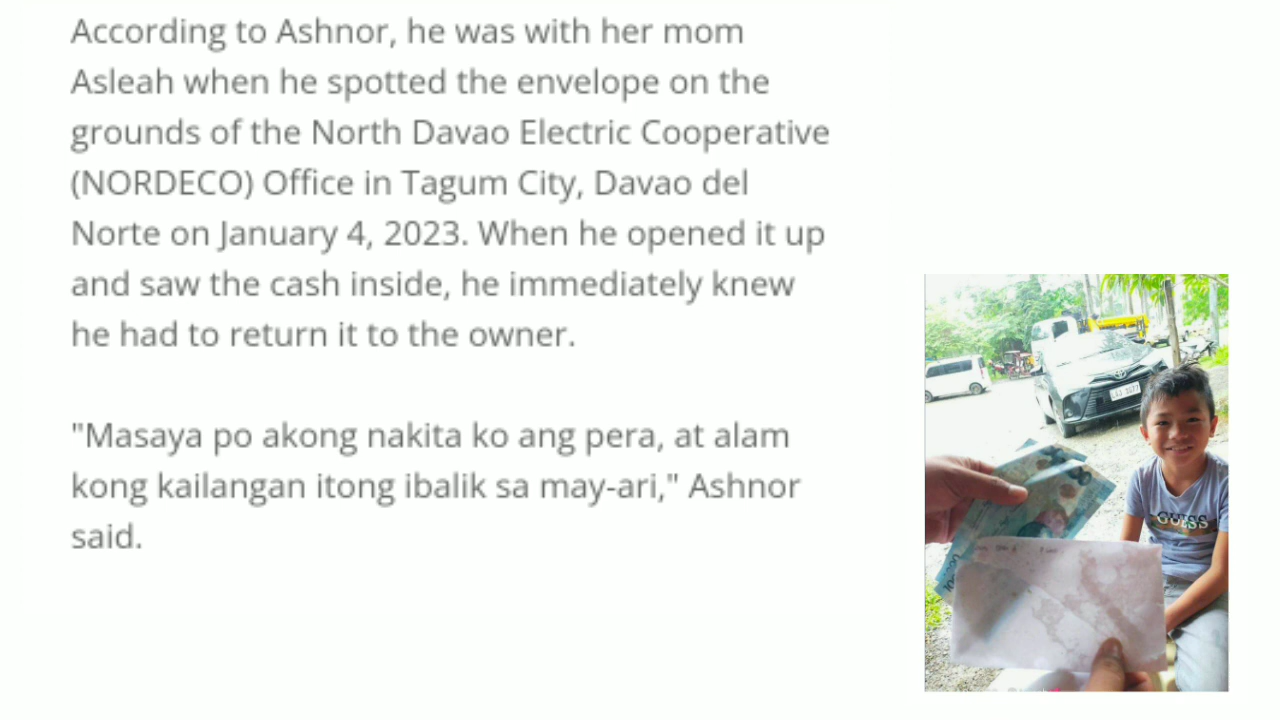 According to Ashnor, he was with her mom
Asleah when he spotted the envelope on the
grounds of the North Davao Electric Cooperative
(NORDECO) Office in Tagum City, Davao del
Norte on January 4, 2023. When he opened it up
and saw the cash inside, he immediately knew
he had to return it to the owner.
"Masaya po akong nakita ko ang pera, at alam
kong kailangan itong ibalik sa may-ari," Ashnor
said.
GUESS